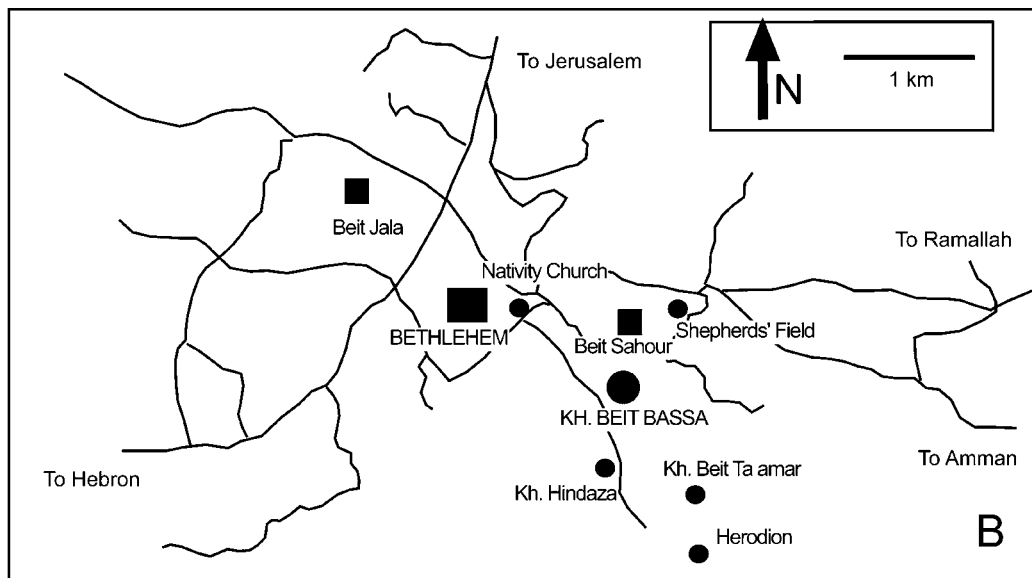 To Jerusalem
N
1 km
Beit Jala
To Ramallah
Nativity Church
BETHLEHEM
Beit Sahour
Shepherds' Field
KH. BEIT BASSA
To Hebron
Kh. Hindaza
Kh. Beit Ta amar
To Amman
Herodion
B